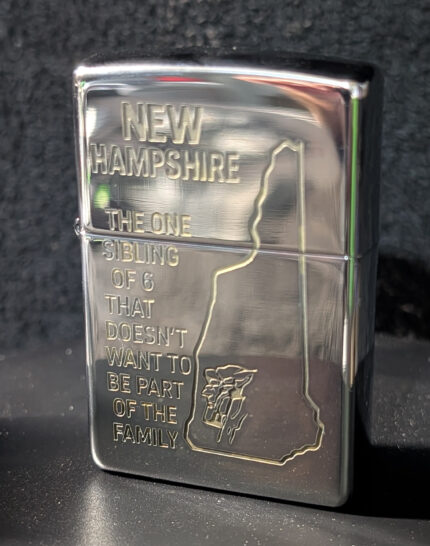 NEW
HAMPSHIRE
THE ONE
SIBLING
OF 6
THAT
DOESN'T
WANT TO
BE PART
OF THE
FAMILY